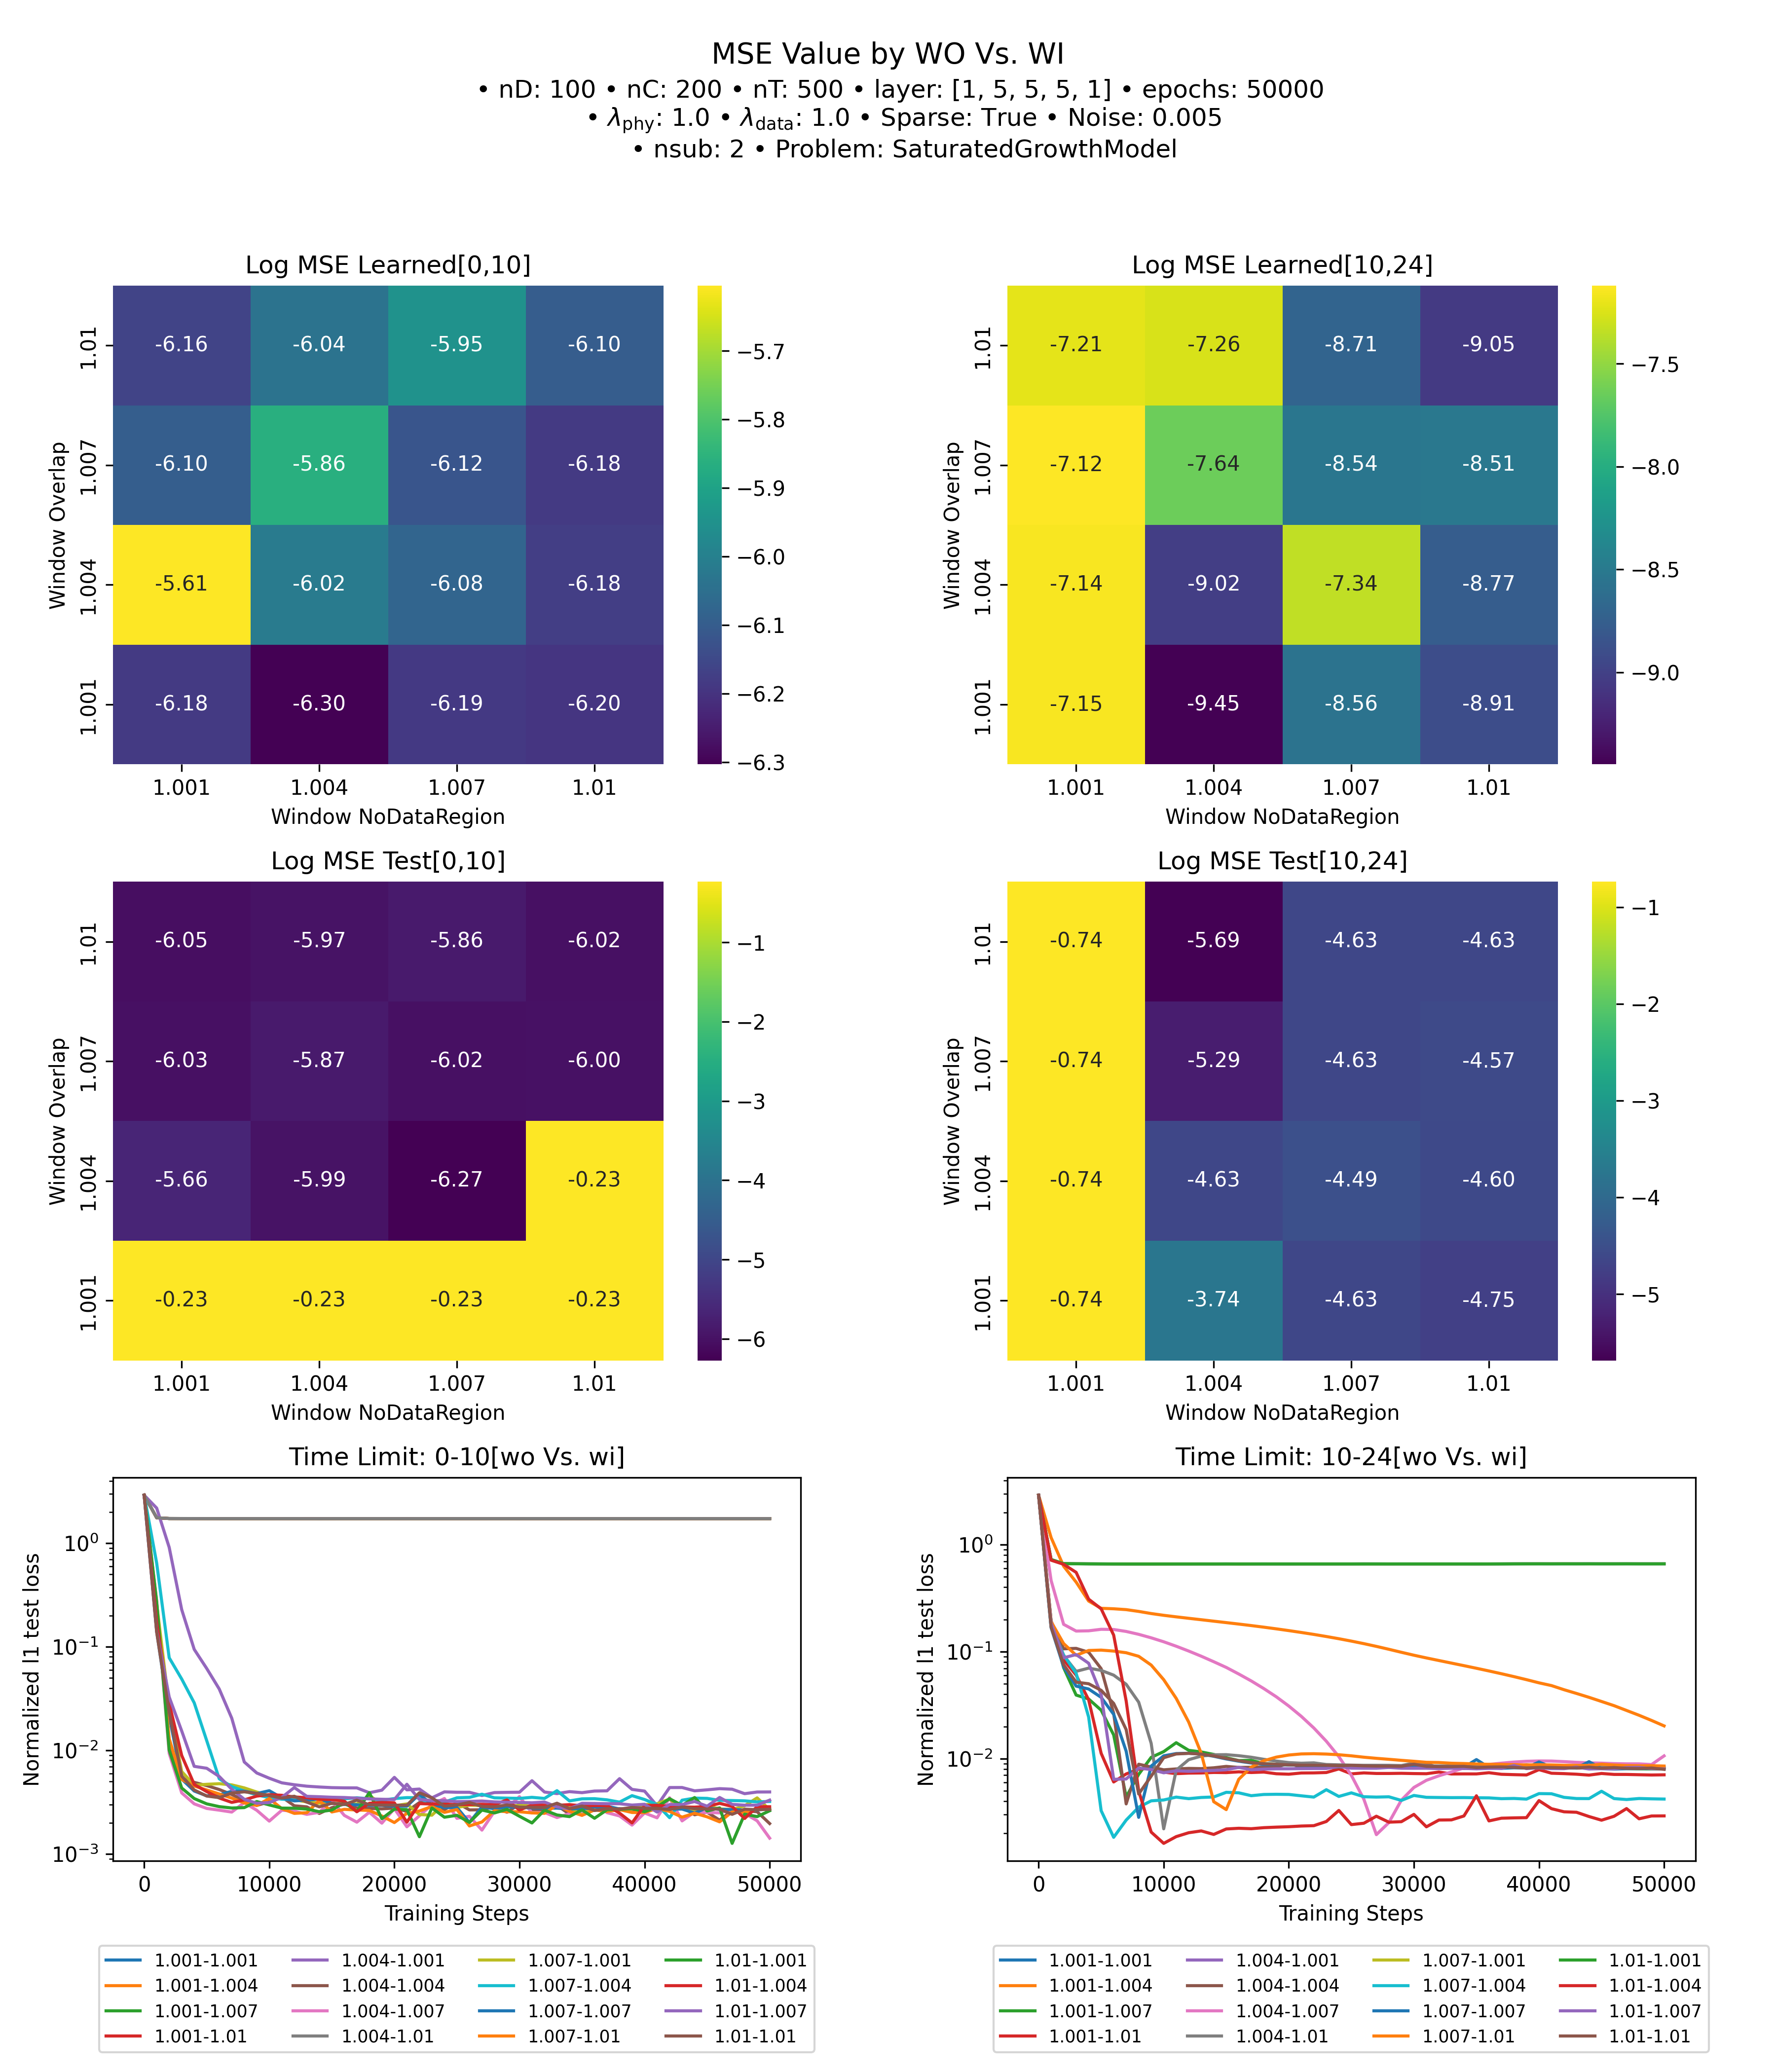 MSE Value by WO Vs. WI
• nD: 100 • nC: 200 • nT: 500 • layer: [1, 5, 5, 5, 1] • epochs: 50000
• λphy: 1.0 • λdata: 1.0 • Sparse: True • Noise: 0.005
• nsub: 2 • Problem: SaturatedGrowthModel
Log MSE Learned[0,10]
Window Overlap
1.01 -6.16 -6.04 -5.95 -6.10
1.007 -6.10 -5.86 -6.12 -6.18
1.004 -5.61 -6.02 -6.08 -6.18
1.001 -6.18 -6.30 -6.19 -6.20
1.001 1.004 1.007 1.01
Window NoDataRegion
−5.7
−5.8
−5.9
−6.0
−6.1
−6.2
−6.3
Log MSE Learned[10,24]
Window Overlap
1.01 -7.21 -7.26 -8.71 -9.05
1.007 -7.12 -7.64 -8.54 -8.51
1.004 -7.14 -9.02 -7.34 -8.77
1.001 -7.15 -9.45 -8.56 -8.91
1.001 1.004 1.007 1.01
Window NoDataRegion
−7.5
−8.0
−8.5
−9.0
Log MSE Test[0,10]
Window Overlap
1.01 -6.05 -5.97 -5.86 -6.02
1.007 -6.03 -5.87 -6.02 -6.00
1.004 -5.66 -5.99 -6.27 -0.23
1.001 -0.23 -0.23 -0.23 -0.23
1.001 1.004 1.007 1.01
Window NoDataRegion
−1
−2
−3
−4
−5
−6
Log MSE Test[10,24]
Window Overlap
1.01 -0.74 -5.69 -4.63 -4.63
1.007 -0.74 -5.29 -4.63 -4.57
1.004 -0.74 -4.63 -4.49 -4.60
1.001 -0.74 -3.74 -4.63 -4.75
1.001 1.004 1.007 1.01
Window NoDataRegion
−1
−2
−3
−4
−5
Time Limit: 0-10[wo Vs. wi]
Normalized l1 test loss
10⁰
10⁻¹
10⁻²
10⁻³
0 10000 20000 30000 40000 50000
Training Steps
1.001-1.001 1.004-1.001 1.007-1.001 1.01-1.001
1.001-1.004 1.004-1.004 1.007-1.004 1.01-1.004
1.001-1.007 1.004-1.007 1.007-1.007 1.01-1.007
1.001-1.01 1.004-1.01 1.007-1.01 1.01-1.01
Time Limit: 10-24[wo Vs. wi]
Normalized l1 test loss
10⁰
10⁻¹
10⁻²
0 10000 20000 30000 40000 50000
Training Steps
1.001-1.001 1.004-1.001 1.007-1.001 1.01-1.001
1.001-1.004 1.004-1.004 1.007-1.004 1.01-1.004
1.001-1.007 1.004-1.007 1.007-1.007 1.01-1.007
1.001-1.01 1.004-1.01 1.007-1.01 1.01-1.01